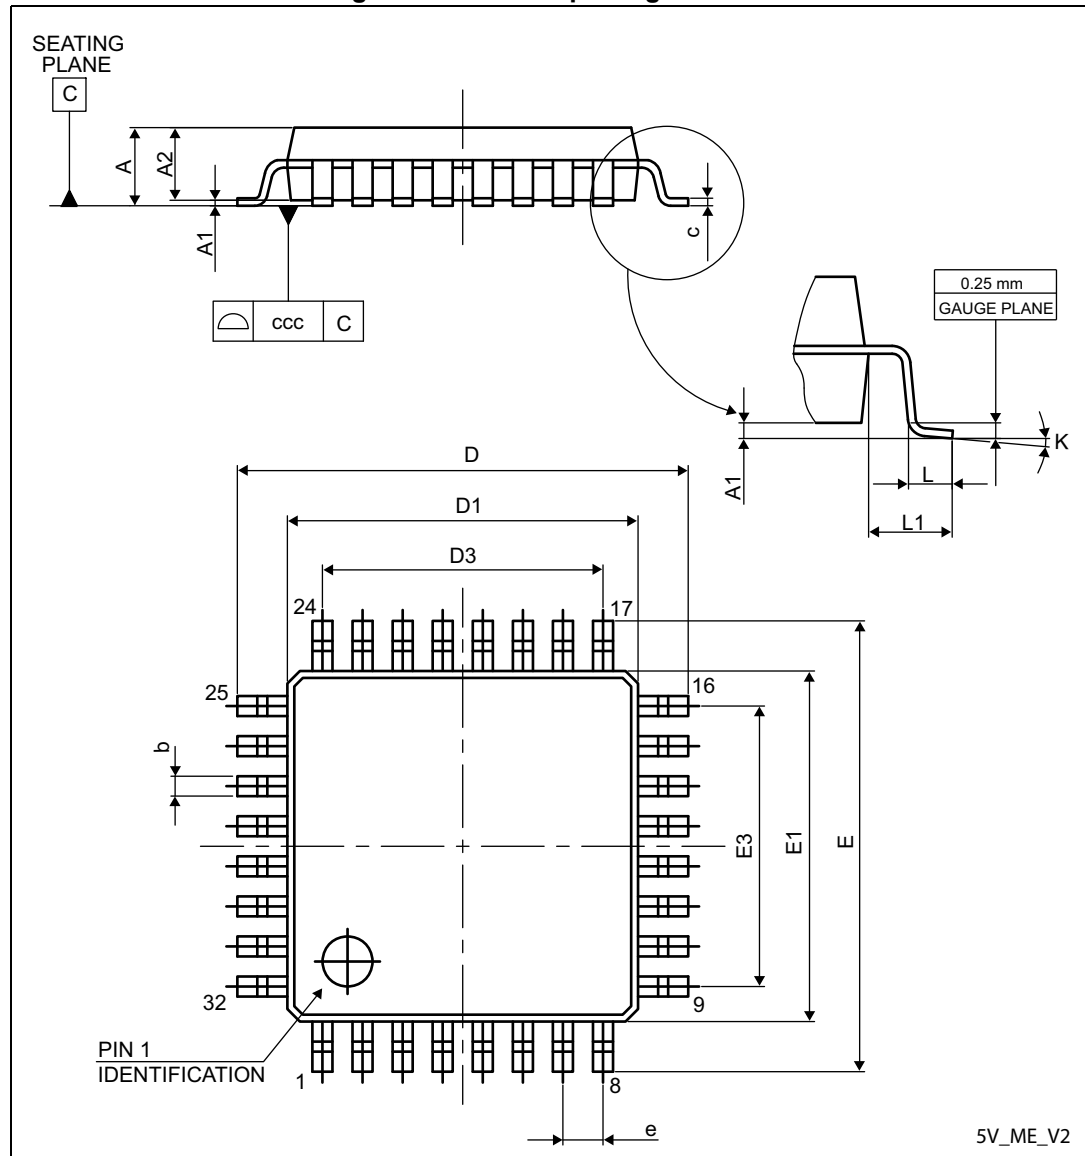 SEATING
PLANE
C
A
A2
A1
c
ccc C
0.25 mm
GAUGE PLANE
K
A1
L
L1
D
D1
D3
24
17
25
16
b
E3
E1
E
32
9
PIN 1
IDENTIFICATION
1
8
e
5V_ME_V2